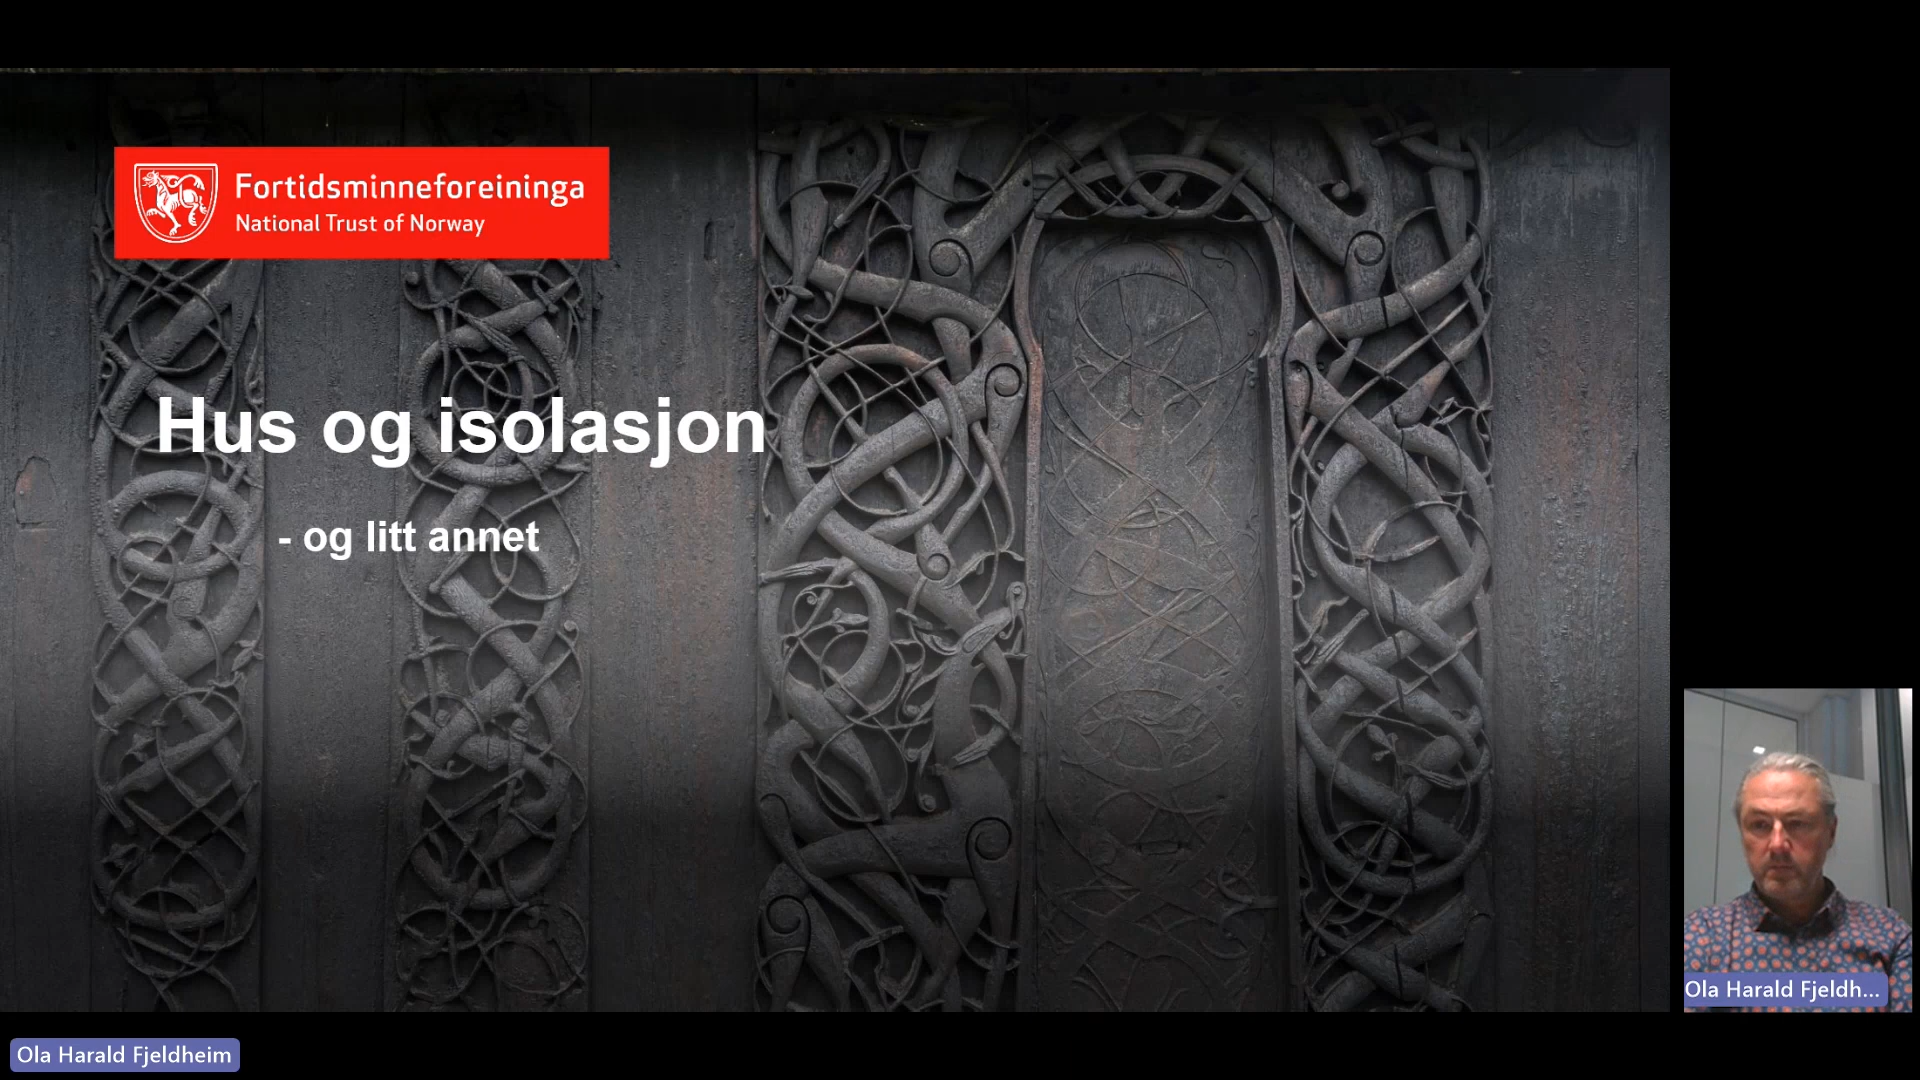 Fortidsminneforeininga
National Trust of Norway
Hus og isolasjon
- og litt annet
Ola Harald Fjeldh...
Ola Harald Fjeldheim